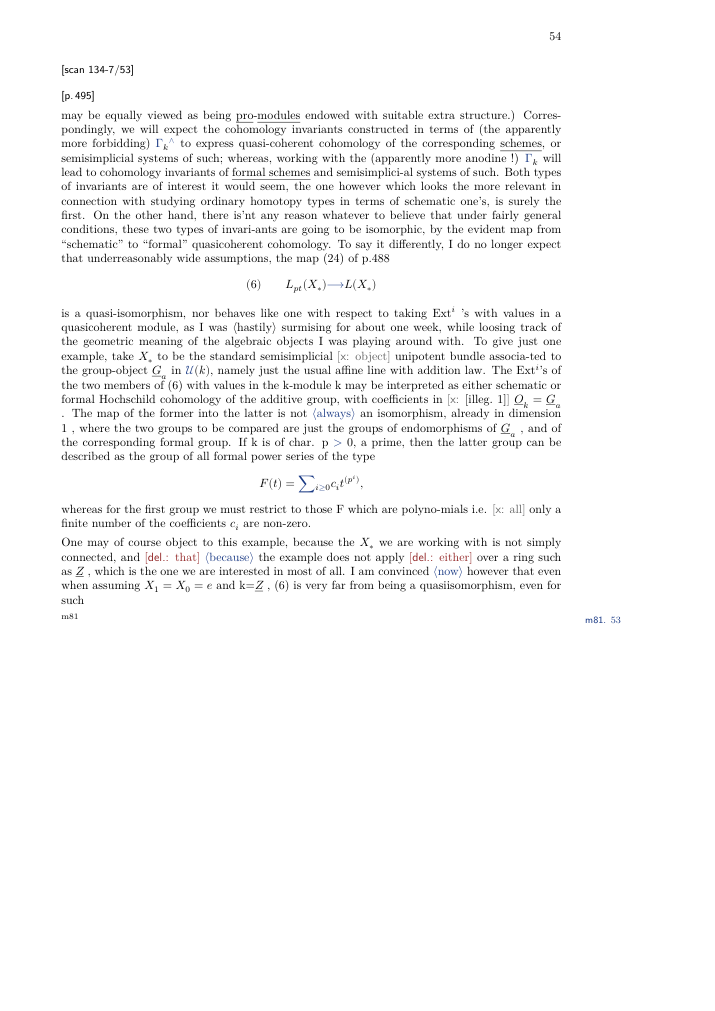 54
[scan 134-7/53]
[p. 495]
may be equally viewed as being pro-modules endowed with suitable extra structure.) Corres-
pondingly, we will expect the cohomology invariants constructed in terms of (the apparently
more forbidding) Γₖ^ to express quasi-coherent cohomology of the corresponding schemes, or
semisimplicial systems of such; whereas, working with the (apparently more anodine !) Γₖ will
lead to cohomology invariants of formal schemes and semisimplici-al systems of such. Both types
of invariants are of interest it would seem, the one however which looks the more relevant in
connection with studying ordinary homotopy types in terms of schematic one's, is surely the
first. On the other hand, there is'nt any reason whatever to believe that under fairly general
conditions, these two types of invari-ants are going to be isomorphic, by the evident map from
“schematic” to “formal” quasicoherent cohomology. To say it differently, I do no longer expect
that underreasonably wide assumptions, the map (24) of p.488
(6) L_{pt}(X_*)⟶L(X_*)
is a quasi-isomorphism, nor behaves like one with respect to taking Extⁱ 's with values in a
quasicoherent module, as I was ⟨hastily⟩ surmising for about one week, while loosing track of
the geometric meaning of the algebraic objects I was playing around with. To give just one
example, take X_* to be the standard semisimplicial [x: object] unipotent bundle associa-ted to
the group-object G_a in 𝒰(k), namely just the usual affine line with addition law. The Extⁱ's of
the two members of (6) with values in the k-module k may be interpreted as either schematic or
formal Hochschild cohomology of the additive group, with coefficients in [x: [illeg. 1]] O_k = G_a
. The map of the former into the latter is not ⟨always⟩ an isomorphism, already in dimension
1 , where the two groups to be compared are just the groups of endomorphisms of G_a , and of
the corresponding formal group. If k is of char. p > 0, a prime, then the latter group can be
described as the group of all formal power series of the type
F(t) = ∑_{i≥0} c_i t^{(p^i)},
whereas for the first group we must restrict to those F which are polyno-mials i.e. [x: all] only a
finite number of the coefficients c_i are non-zero.
One may of course object to this example, because the X_* we are working with is not simply
connected, and [del.: that] ⟨because⟩ the example does not apply [del.: either] over a ring such
as Z , which is the one we are interested in most of all. I am convinced ⟨now⟩ however that even
when assuming X₁ = X₀ = e and k=Z , (6) is very far from being a quasiisomorphism, even for
such
m81
m81. 53